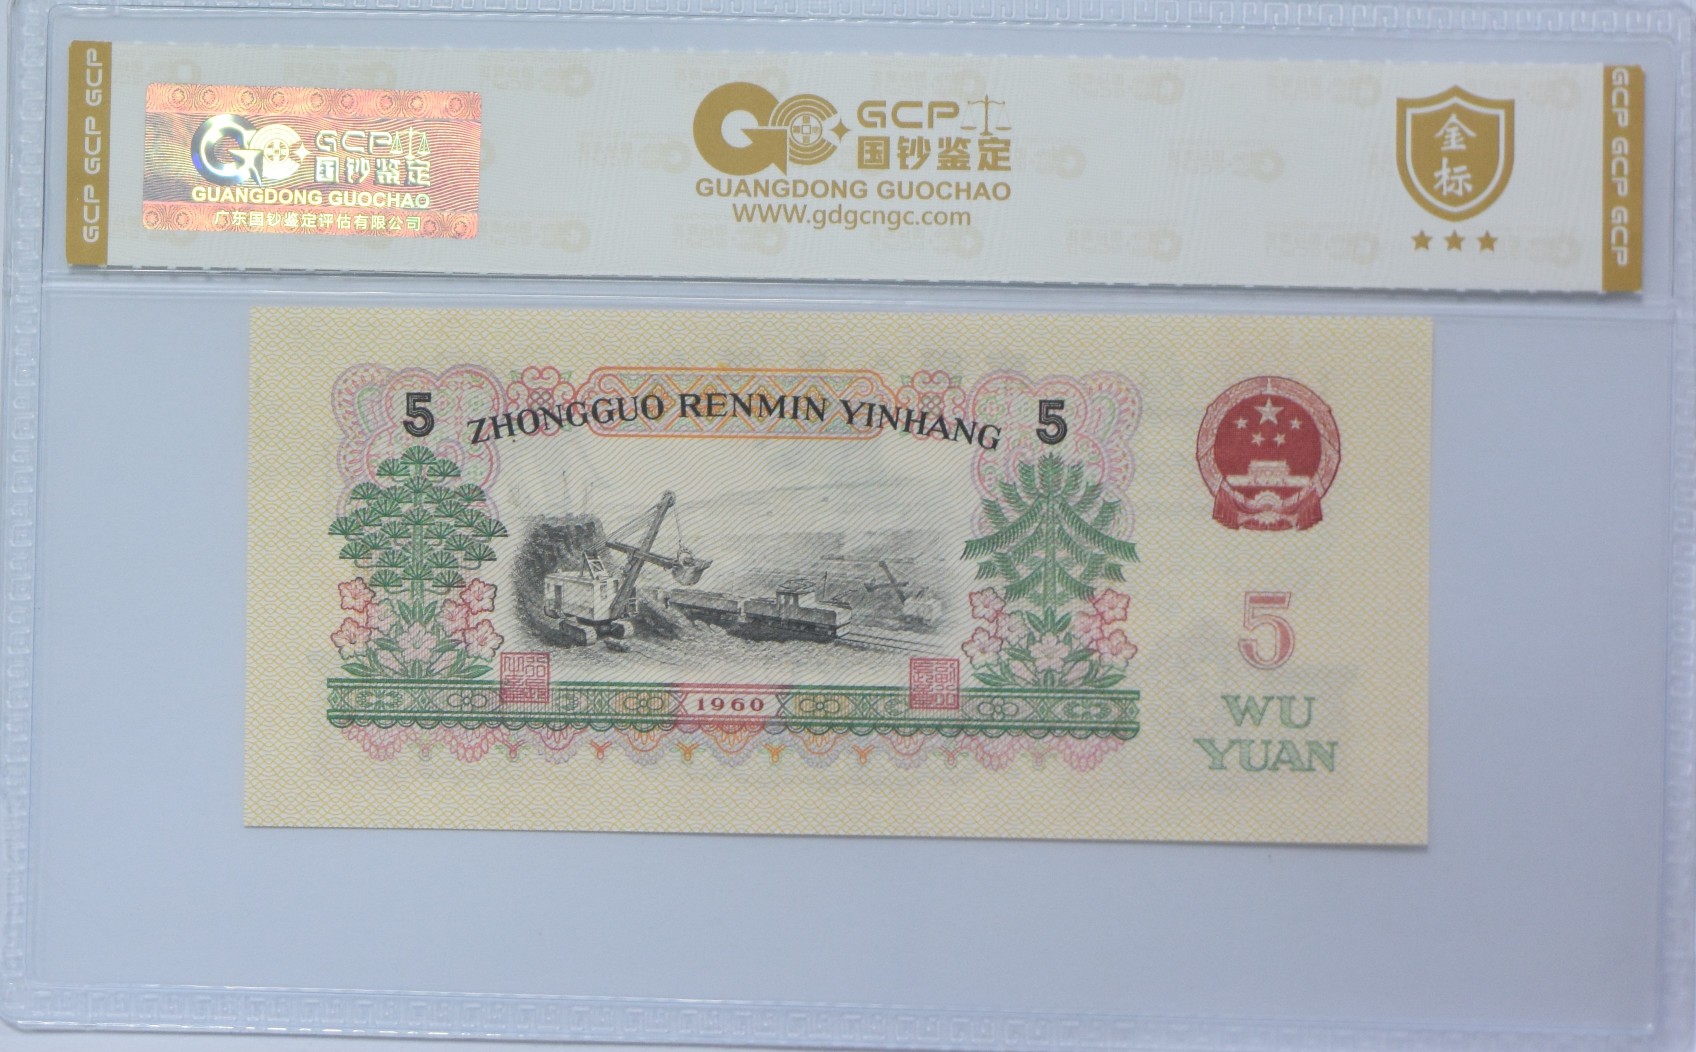 GCP GCP GCP
GCP
国钞鉴定
GUANGDONG GUOCHAO
广东国钞鉴定评估有限公司
GCP
国钞鉴定
GUANGDONG GUOCHAO
WWW.gdgcngc.com
金标
GCP GCP GCP
5
ZHONGGUO RENMIN YINHANG
5
5
WU
YUAN
1960